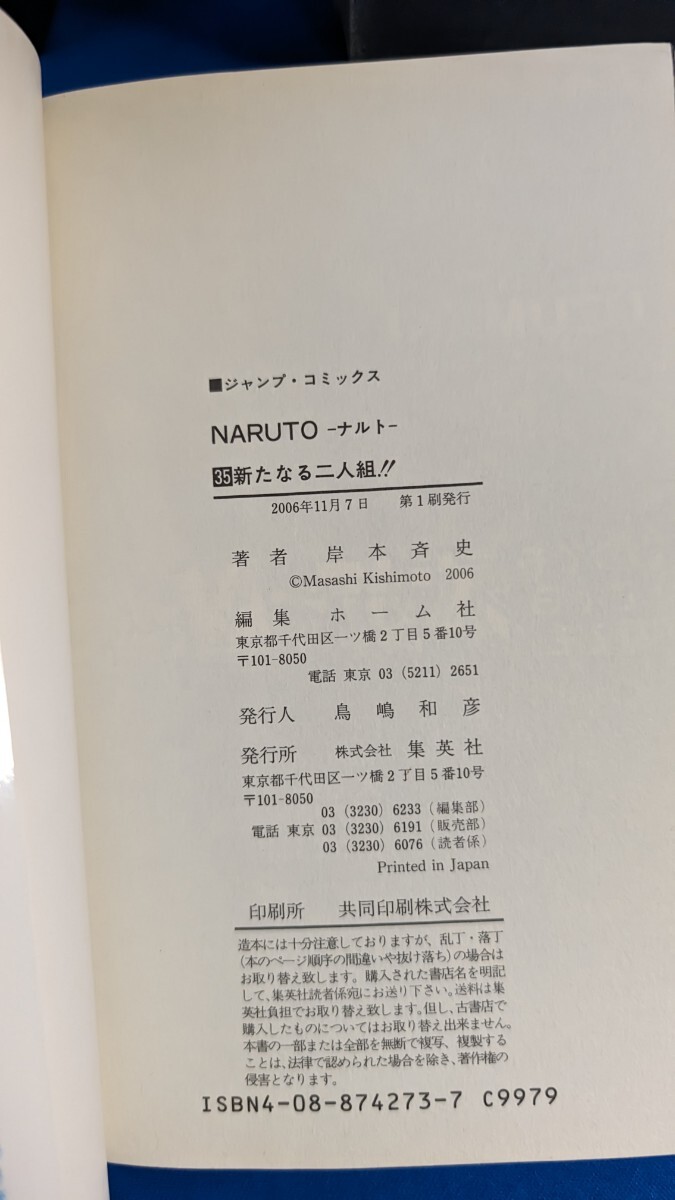 ■ジャンプ・コミックス
NARUTO -ナルト-
35新たなる二人組!!
2006年11月7日 第1刷発行
著者 岸本斉史
©Masashi Kishimoto 2006
編集 ホーム社
東京都千代田区一ツ橋2丁目5番10号
〒101-8050
電話 東京 03 (5211) 2651
発行人 鳥嶋和彦
発行所 株式会社 集英社
東京都千代田区一ツ橋2丁目5番10号
〒101-8050
03 (3230) 6233 (編集部)
電話 東京 03 (3230) 6191 (販売部)
03 (3230) 6076 (読者係)
Printed in Japan
印刷所 共同印刷株式会社
造本には十分注意しておりますが、乱丁・落丁
(本のページ順序の間違いや抜け落ち)の場合は
お取り替え致します。購入された書店名を明記
して、集英社読者係宛にお送り下さい。送料は集
英社負担でお取り替え致します。但し、古書店で
購入したものについてはお取り替え出来ません。
本書の一部または全部を無断で複写、複製する
ことは、法律で認められた場合を除き、著作権の
侵害となります。
ISBN4-08-874273-7 C9979